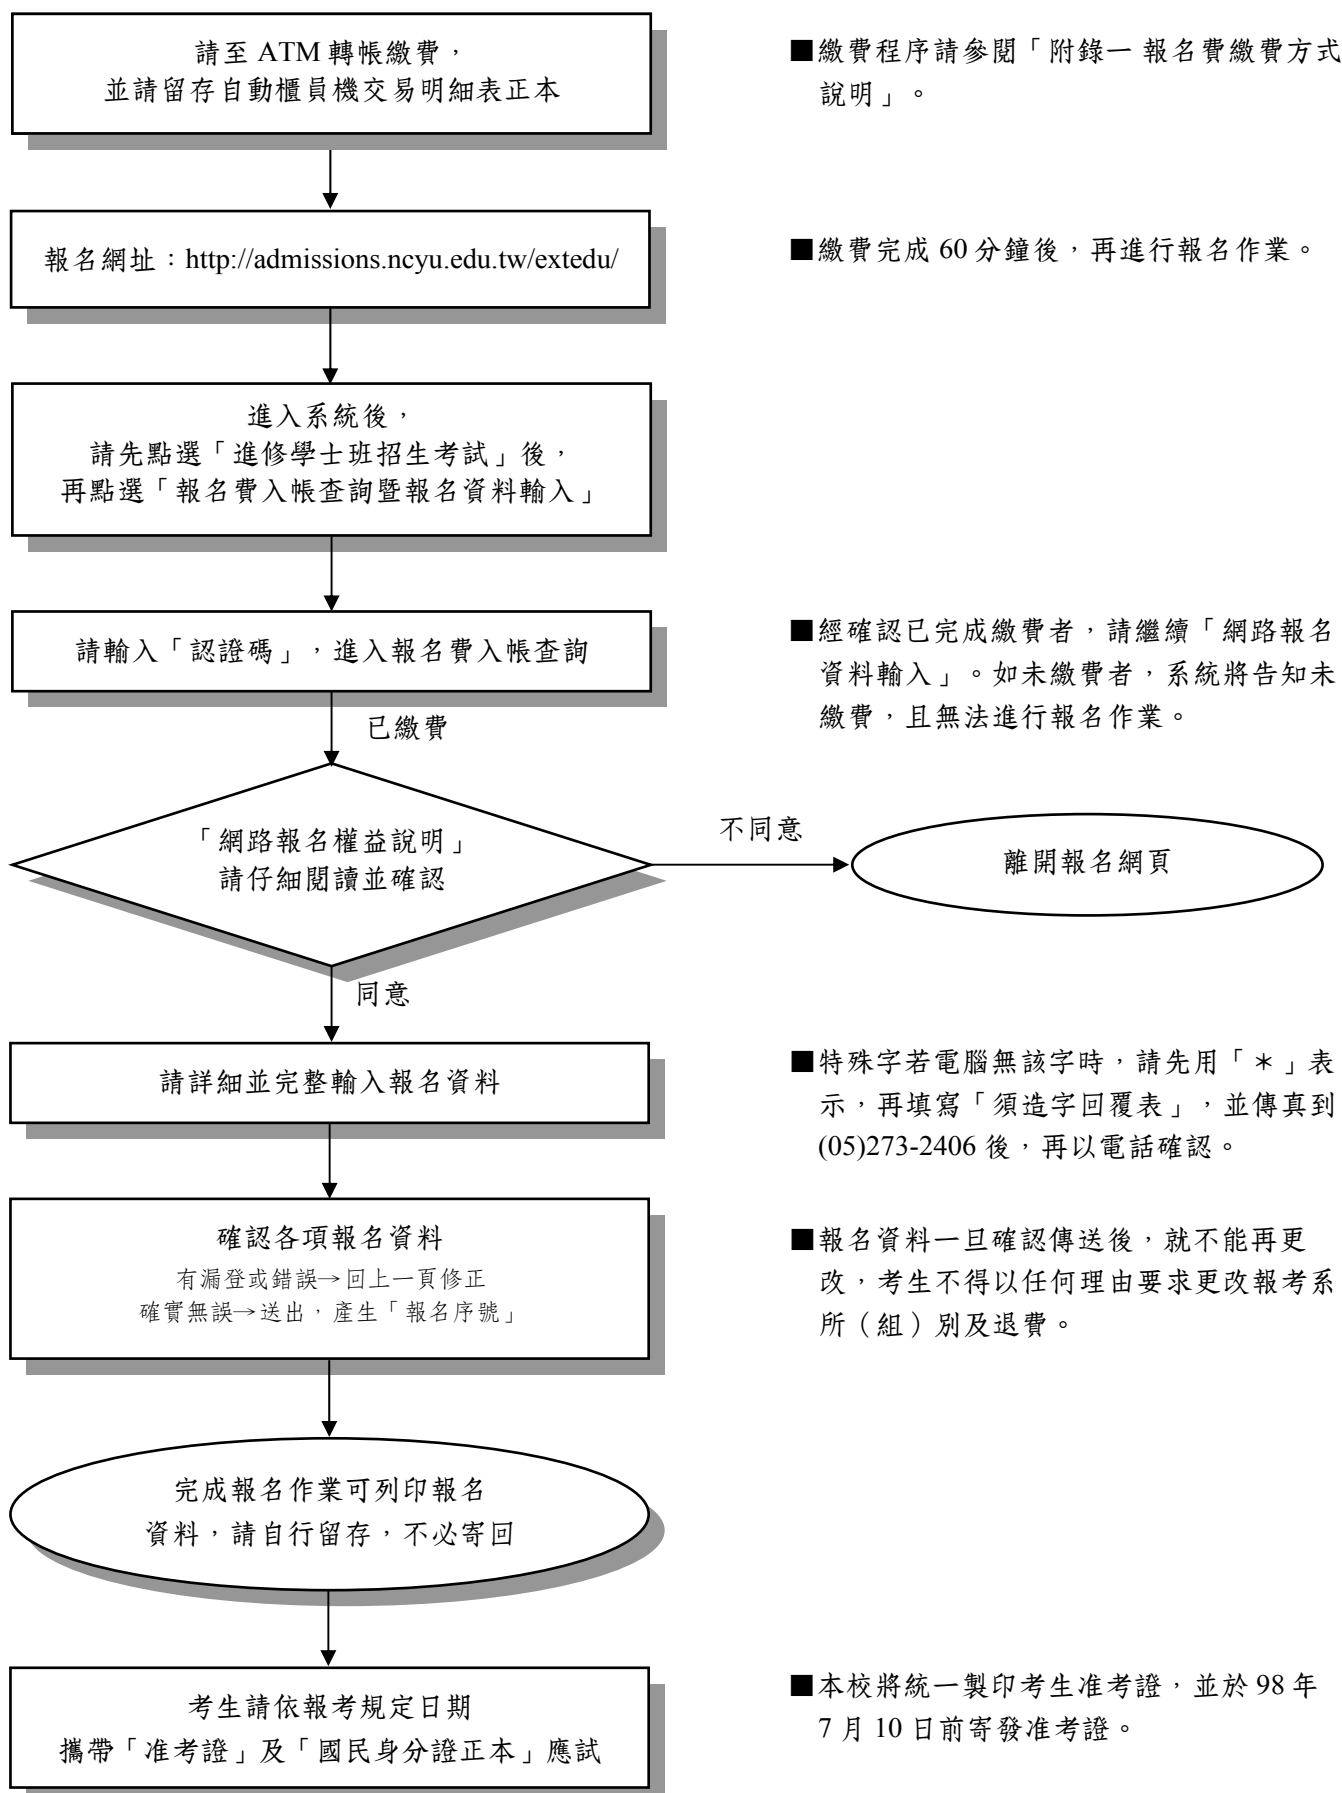 請至 ATM 轉帳繳費，
並請留存自動櫃員機交易明細表正本
■繳費程序請參閱「附錄一 報名費繳費方式
說明」。
報名網址：http://admissions.ncyu.edu.tw/extedu/
■繳費完成 60 分鐘後，再進行報名作業。
進入系統後，
請先點選「進修學士班招生考試」後，
再點選「報名費入帳查詢暨報名資料輸入」
請輸入「認證碼」，進入報名費入帳查詢
■經確認已完成繳費者，請繼續「網路報名
資料輸入」。如未繳費者，系統將告知未
繳費，且無法進行報名作業。
已繳費
「網路報名權益說明」
請仔細閱讀並確認
不同意
離開報名網頁
同意
請詳細並完整輸入報名資料
■特殊字若電腦無該字時，請先用「＊」表
示，再填寫「須造字回覆表」，並傳真到
(05)273-2406 後，再以電話確認。
確認各項報名資料
有漏登或錯誤→回上一頁修正
確實無誤→送出，產生「報名序號」
■報名資料一旦確認傳送後，就不能再更
改，考生不得以任何理由要求更改報考系
所（組）別及退費。
完成報名作業可列印報名
資料，請自行留存，不必寄回
考生請依報考規定日期
攜帶「准考證」及「國民身分證正本」應試
■本校將統一製印考生准考證，並於 98 年
7 月 10 日前寄發准考證。